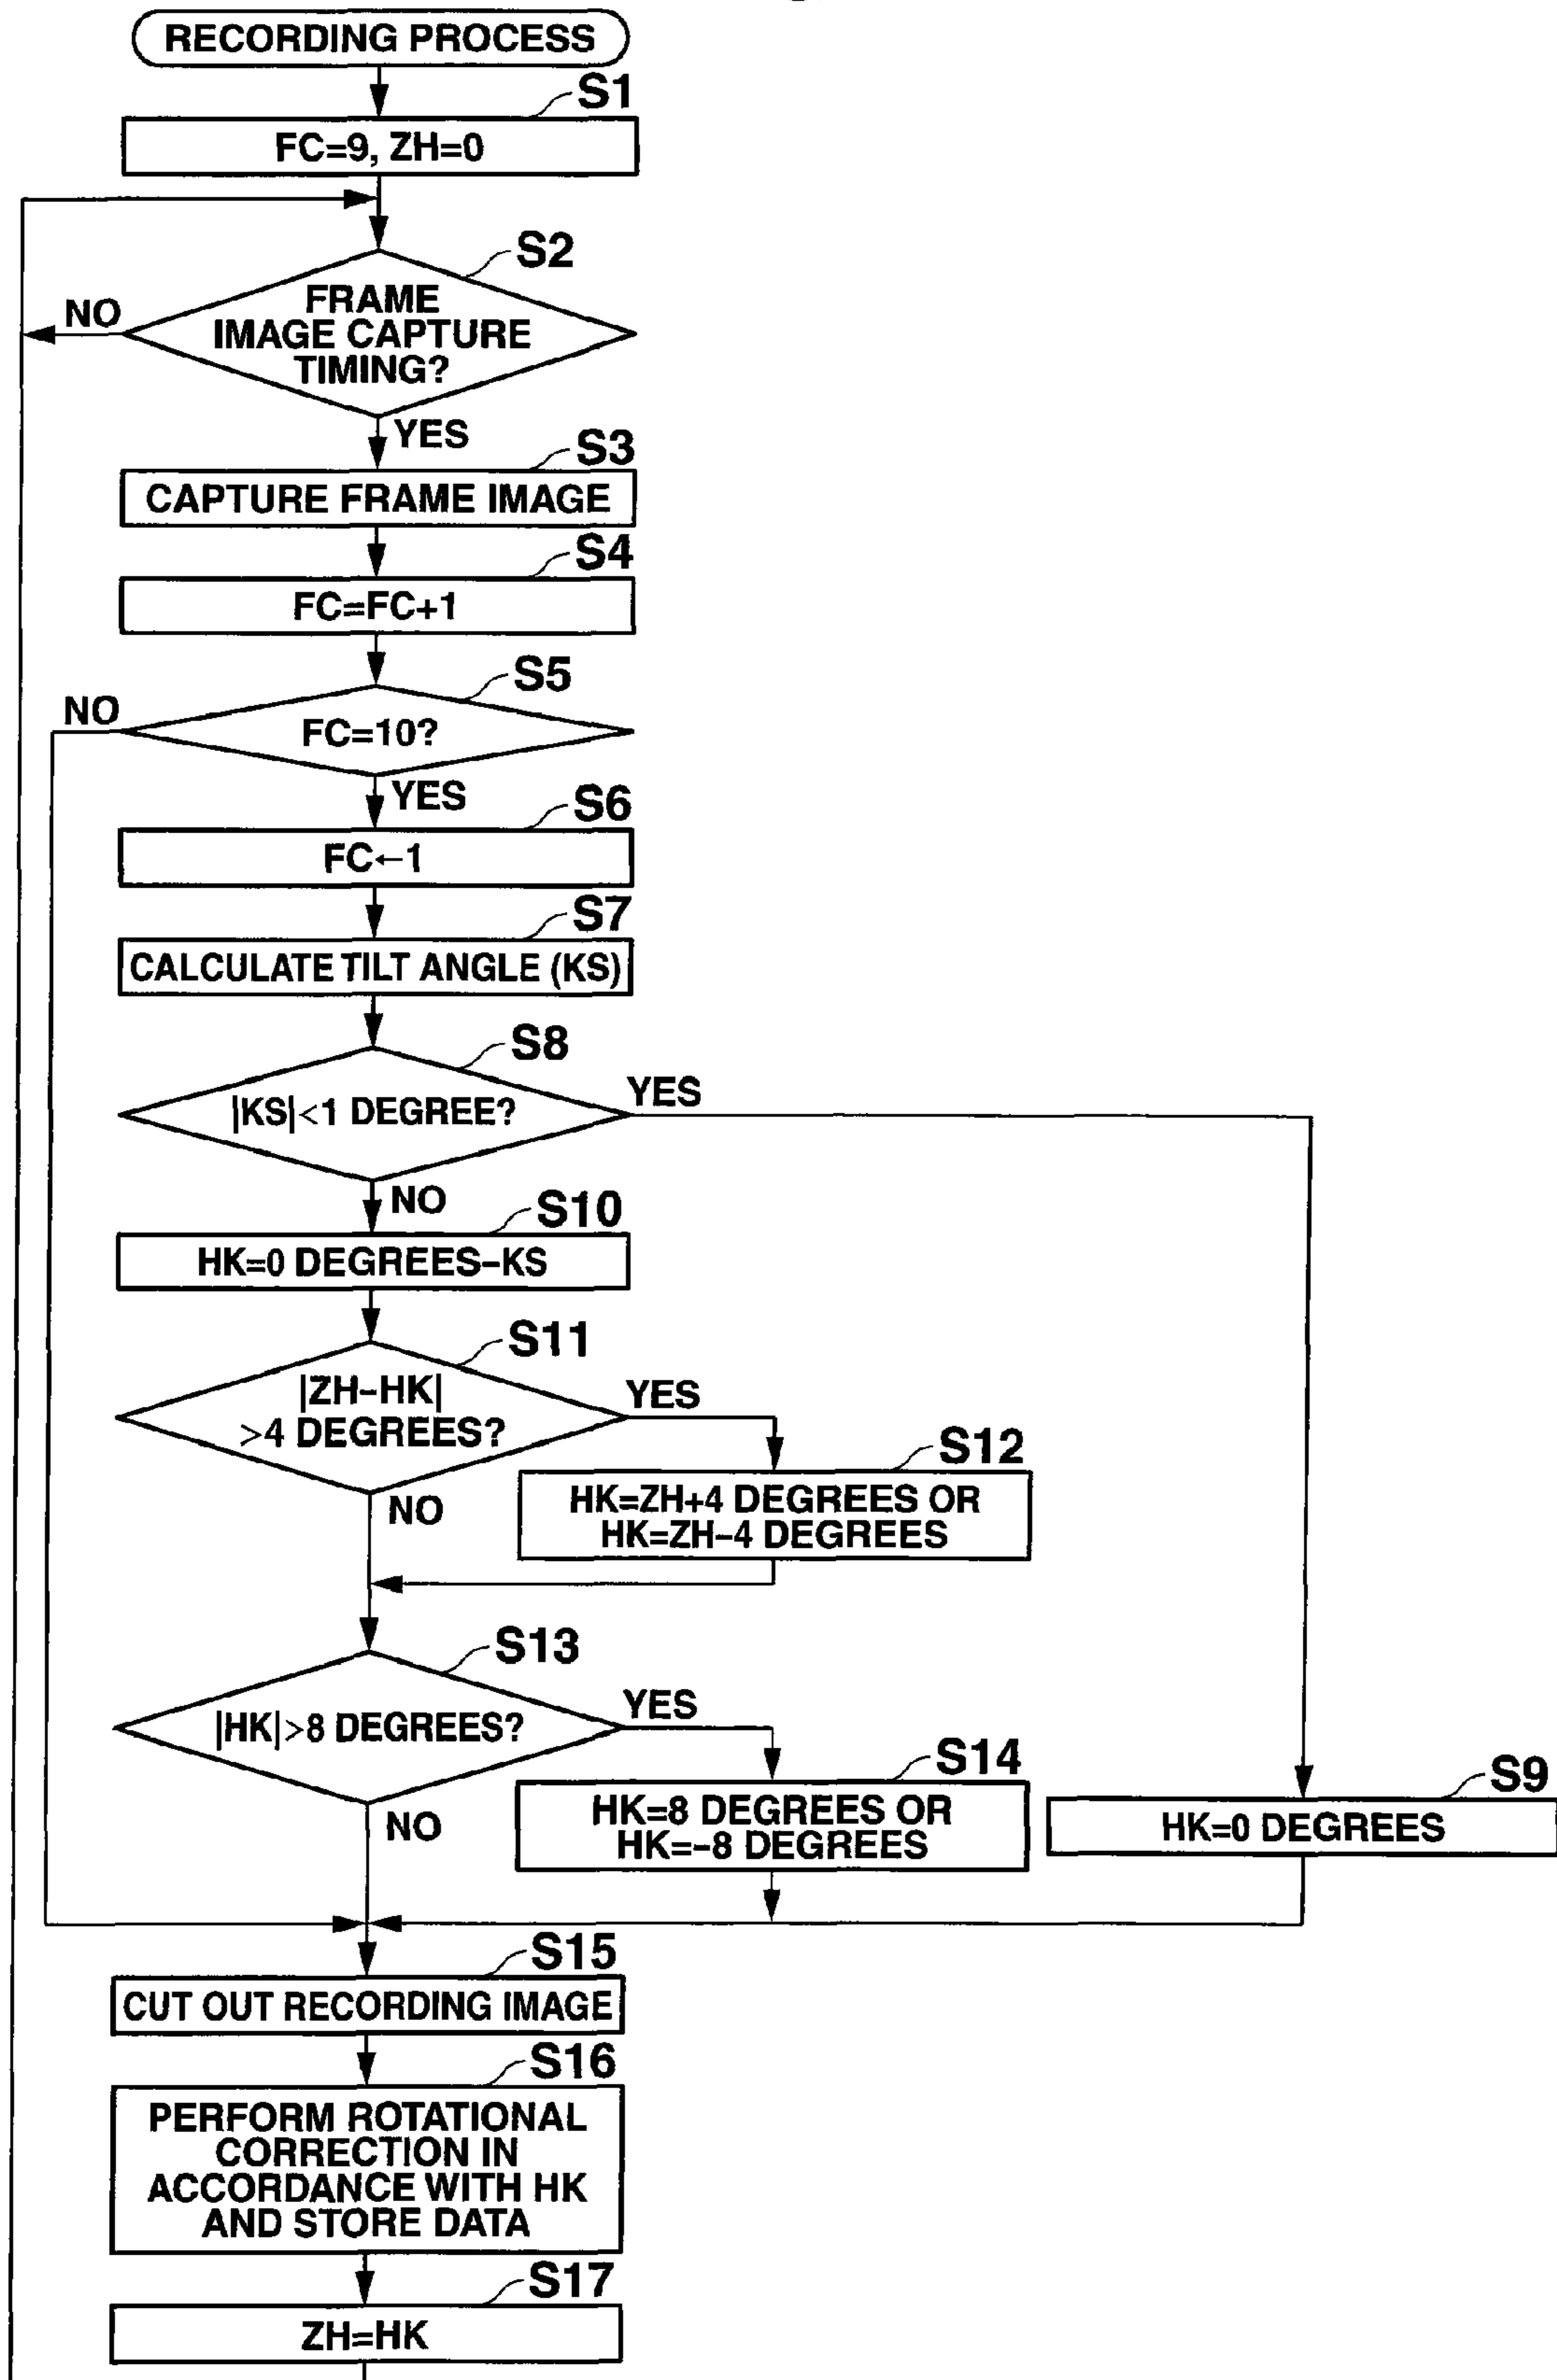 RECORDING PROCESS
S1
FC=9, ZH=0
S2
FRAME
IMAGE CAPTURE
TIMING?
NO
YES
S3
CAPTURE FRAME IMAGE
S4
FC=FC+1
S5
NO
FC=10?
YES
S6
FC←1
S7
CALCULATE TILT ANGLE (KS)
S8
YES
|KS|<1 DEGREE?
NO
S10
HK=0 DEGREES-KS
S11
|ZH-HK|
>4 DEGREES?
YES
NO
S12
HK=ZH+4 DEGREES OR
HK=ZH-4 DEGREES
S13
|HK|>8 DEGREES?
YES
NO
S14
HK=8 DEGREES OR
HK=-8 DEGREES
S9
HK=0 DEGREES
S15
CUT OUT RECORDING IMAGE
S16
PERFORM ROTATIONAL
CORRECTION IN
ACCORDANCE WITH HK
AND STORE DATA
S17
ZH=HK